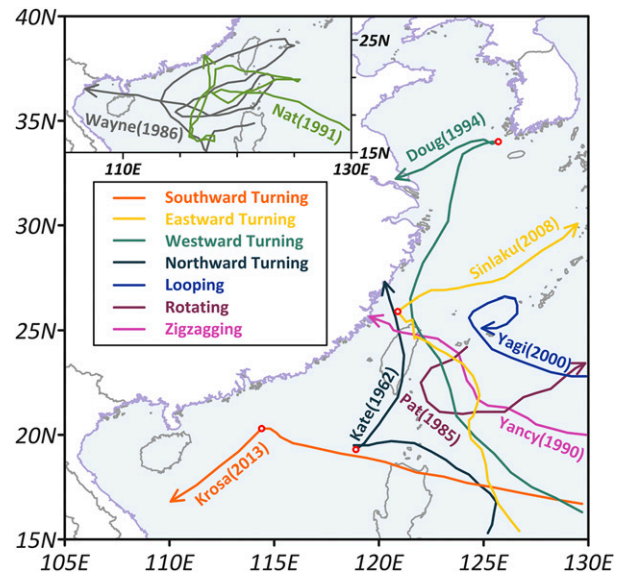 40N
35N
30N
25N
20N
15N
105E
110E
115E
120E
125E
130E
25N
15N
110E
130E
Wayne(1986)
Nat(1991)
Doug(1994)
Southward Turning
Eastward Turning
Westward Turning
Northward Turning
Looping
Rotating
Zigzagging
Sinlaku(2008)
Yagi(2000)
Kate(1962)
Pat(1985)
Yancy(1990)
Krosa(2013)